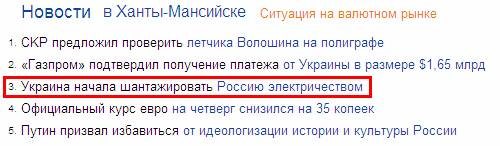 Новости в Ханты-Мансийске Ситуация на валютном рынке
1. СКР предложил проверить летчика Волошина на полиграфе
2. «Газпром» подтвердил получение платежа от Украины в размере $1,65 млрд
3. Украина начала шантажировать Россию электричеством
4. Официальный курс евро на четверг снизился на 35 копеек
5. Путин призвал избавиться от идеологизации истории и культуры России